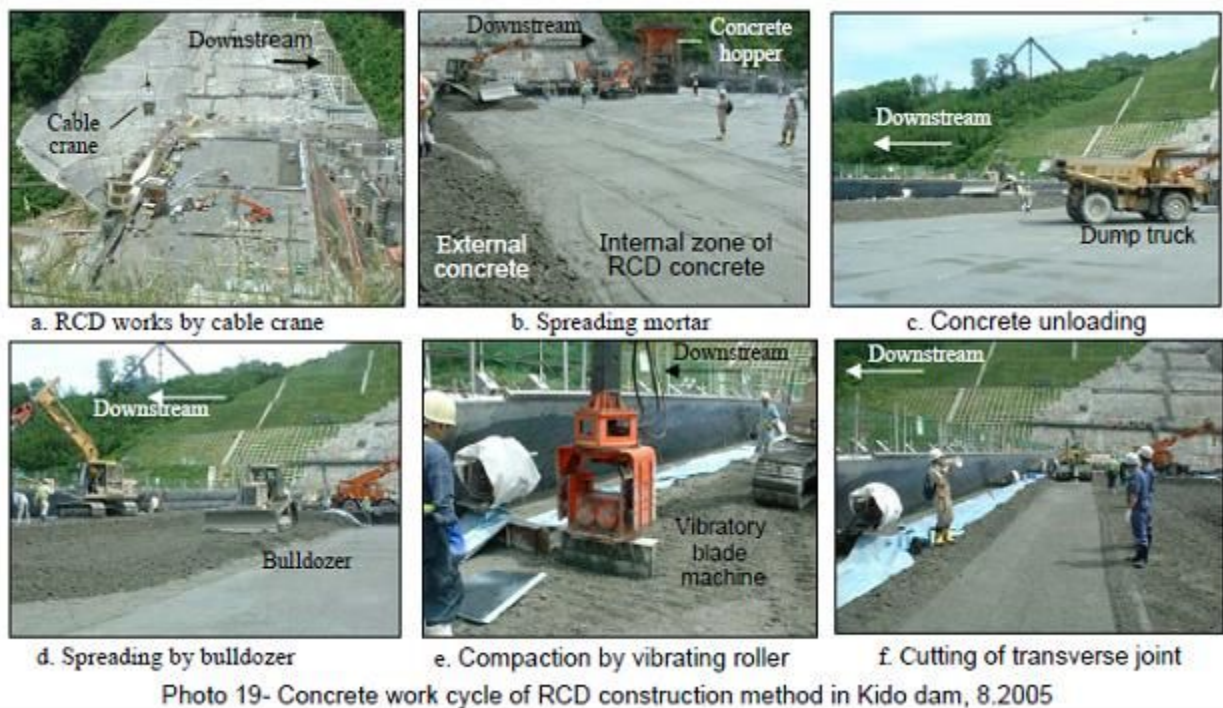 Downstream
Cable
crane
a. RCD works by cable crane
Downstream
Concrete
hopper
External
concrete
Internal zone of
RCD concrete
b. Spreading mortar
Downstream
Dump truck
c. Concrete unloading
Downstream
Bulldozer
d. Spreading by bulldozer
Downstream
Vibratory
blade
machine
e. Compaction by vibrating roller
Downstream
f. Cutting of transverse joint
Photo 19- Concrete work cycle of RCD construction method in Kido dam, 8.2005